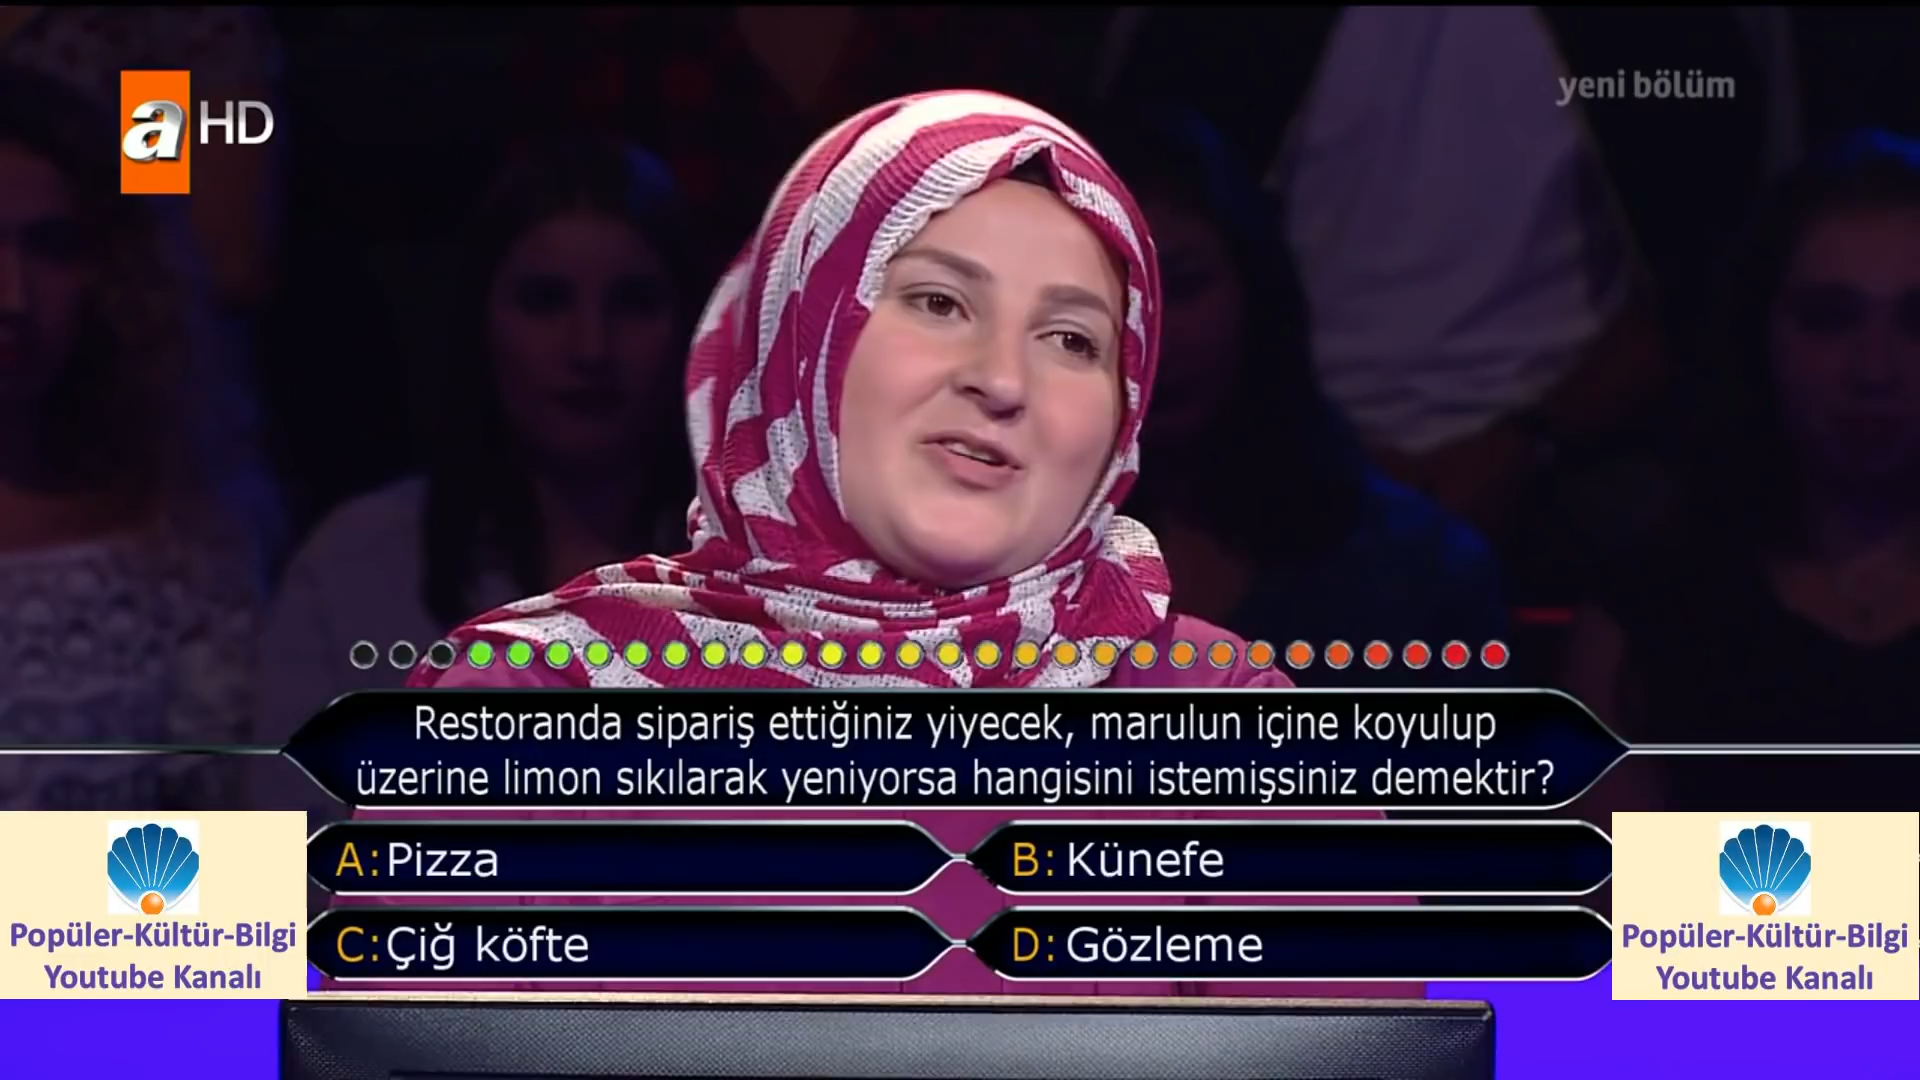 a HD
yeni bölüm
Restoranda sipariş ettiğiniz yiyecek, marulun içine koyulup
üzerine limon sıkılarak yeniyorsa hangisini istemişsiniz demektir?
A: Pizza
B: Künefe
C: Çiğ köfte
D: Gözleme
Popüler-Kültür-Bilgi
Youtube Kanalı
Popüler-Kültür-Bilgi
Youtube Kanalı